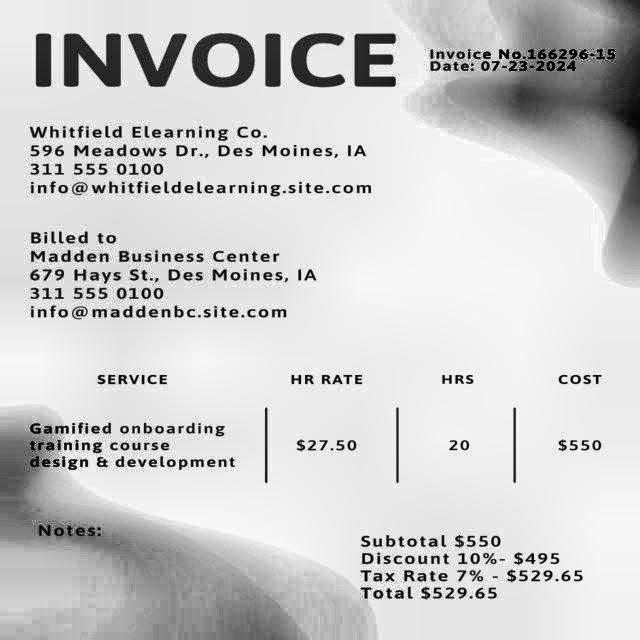 INVOICE
Invoice No.166296-15
Date: 07-23-2024
Whitfield Elearning Co.
596 Meadows Dr., Des Moines, IA
311 555 0100
info@whitfieldelearning.site.com
Billed to
Madden Business Center
679 Hays St., Des Moines, IA
311 555 0100
info@maddenbc.site.com
SERVICE HR RATE HRS COST
Gamified onboarding
training course $27.50 20 $550
design & development
Notes:
Subtotal $550
Discount 10%- $495
Tax Rate 7% - $529.65
Total $529.65